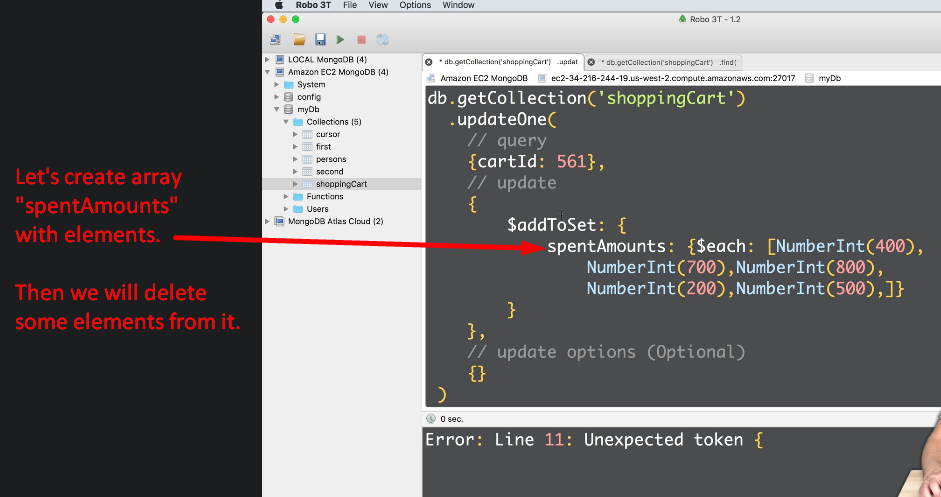 Robo 3T File View Options Window
Robo 3T - 1.2
LOCAL MongoDB (4)
Amazon EC2 MongoDB (4)
System
config
myDb
Collections (5)
cursor
first
persons
second
shoppingCart
Functions
Users
MongoDB Atlas Cloud (2)
* db.getCollection('shoppingCart') .updat
* db.getCollection('shoppingCart') .find(
Amazon EC2 MongoDB ec2-34-216-244-19.us-west-2.compute.amazonaws.com:27017 myDb
db.getCollection('shoppingCart')
.updateOne(
// query
{cartId: 561},
// update
{
$addToSet: {
spentAmounts: {$each: [NumberInt(400),
NumberInt(700),NumberInt(800),
NumberInt(200),NumberInt(500),]}
}
},
// update options (Optional)
{}
)
0 sec.
Error: Line 11: Unexpected token {
Let's create array
"spentAmounts"
with elements.
Then we will delete
some elements from it.